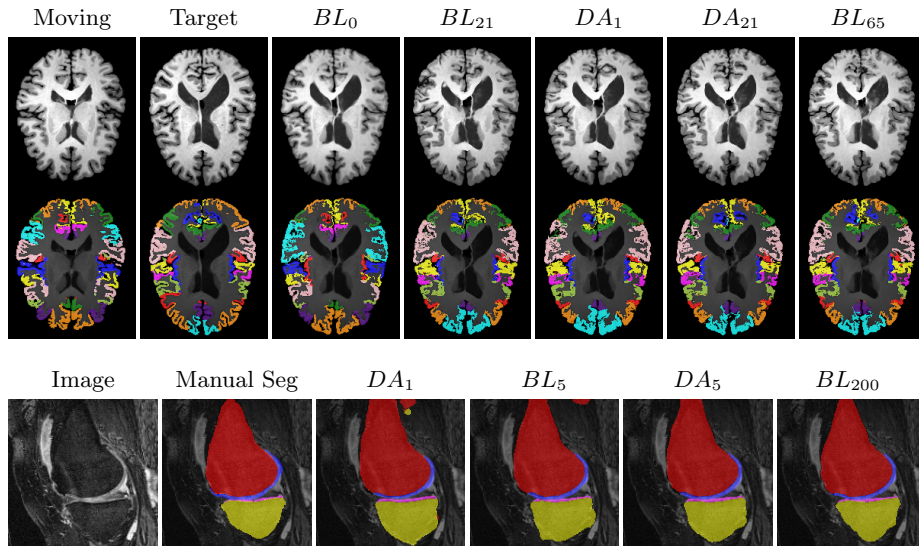 Moving Target BL₀ BL₂₁ DA₁ DA₂₁ BL₆₅
Image Manual Seg DA₁ BL₅ DA₅ BL₂₀₀